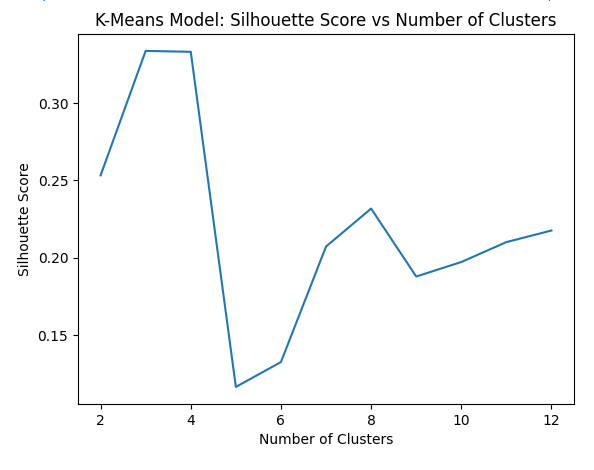 K-Means Model: Silhouette Score vs Number of Clusters
0.30
0.25
0.20
0.15
Silhouette Score
2 4 6 8 10 12
Number of Clusters